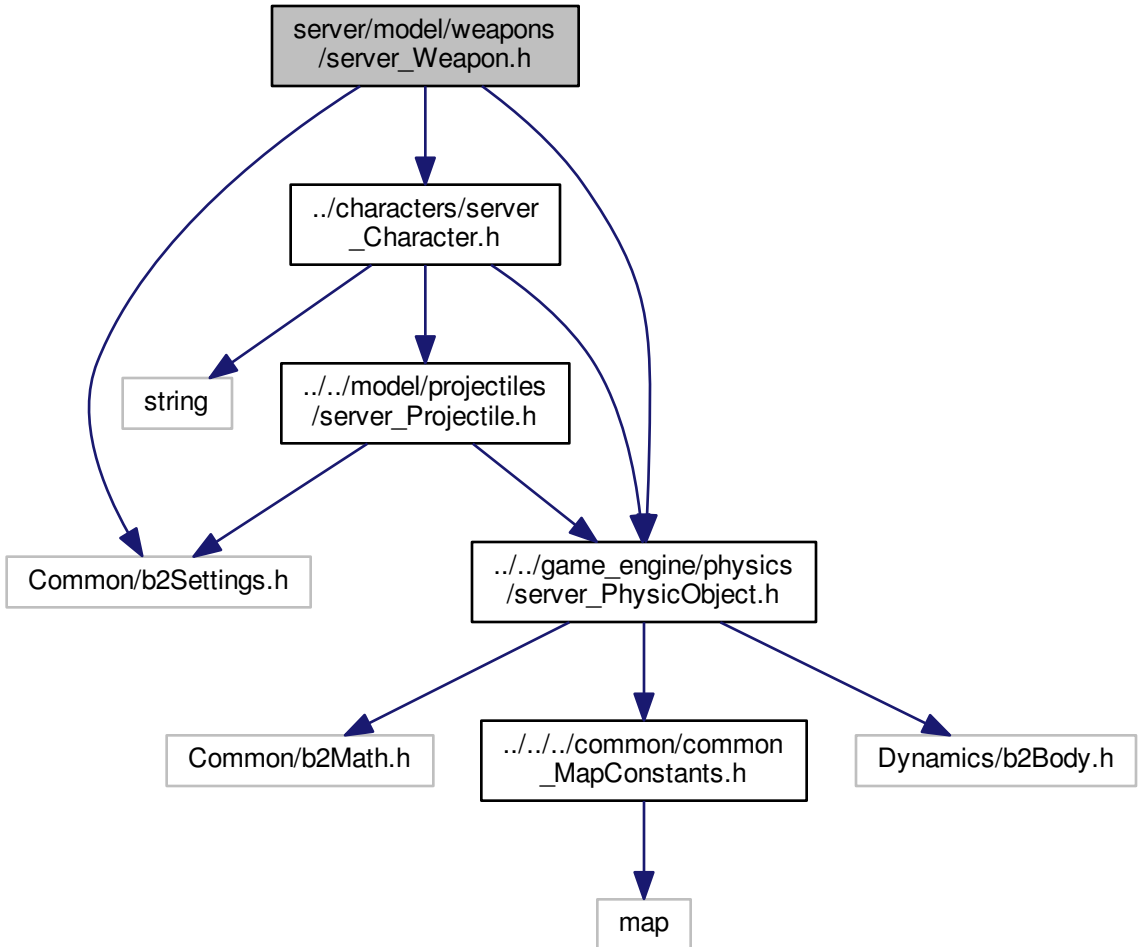 server/model/weapons
/server_Weapon.h
../characters/server
_Character.h
string
../../model/projectiles
/server_Projectile.h
Common/b2Settings.h
../../game_engine/physics
/server_PhysicObject.h
Common/b2Math.h
../../../common/common
_MapConstants.h
Dynamics/b2Body.h
map